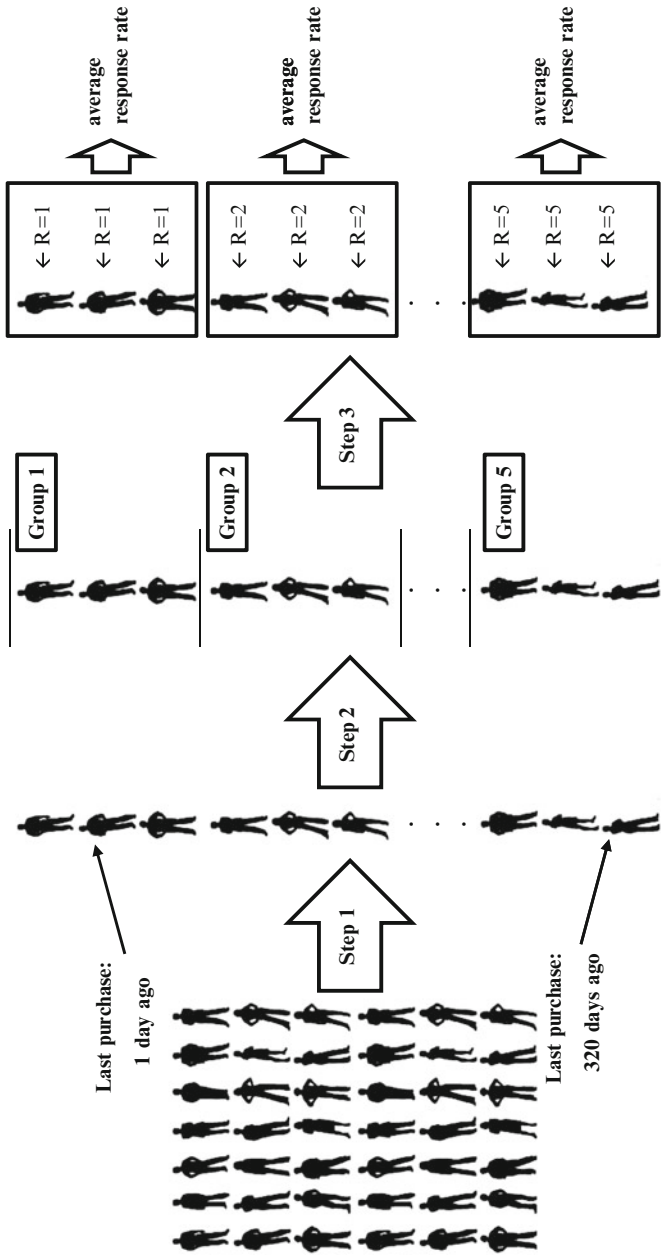 Last purchase:
1 day ago
Last purchase:
320 days ago
Step 1
Step 2
Group 1
Group 2
. . .
Group 5
Step 3
← R=1
← R=1
← R=1
← R=2
← R=2
← R=2
. . .
← R=5
← R=5
← R=5
average
response rate
average
response rate
average
response rate